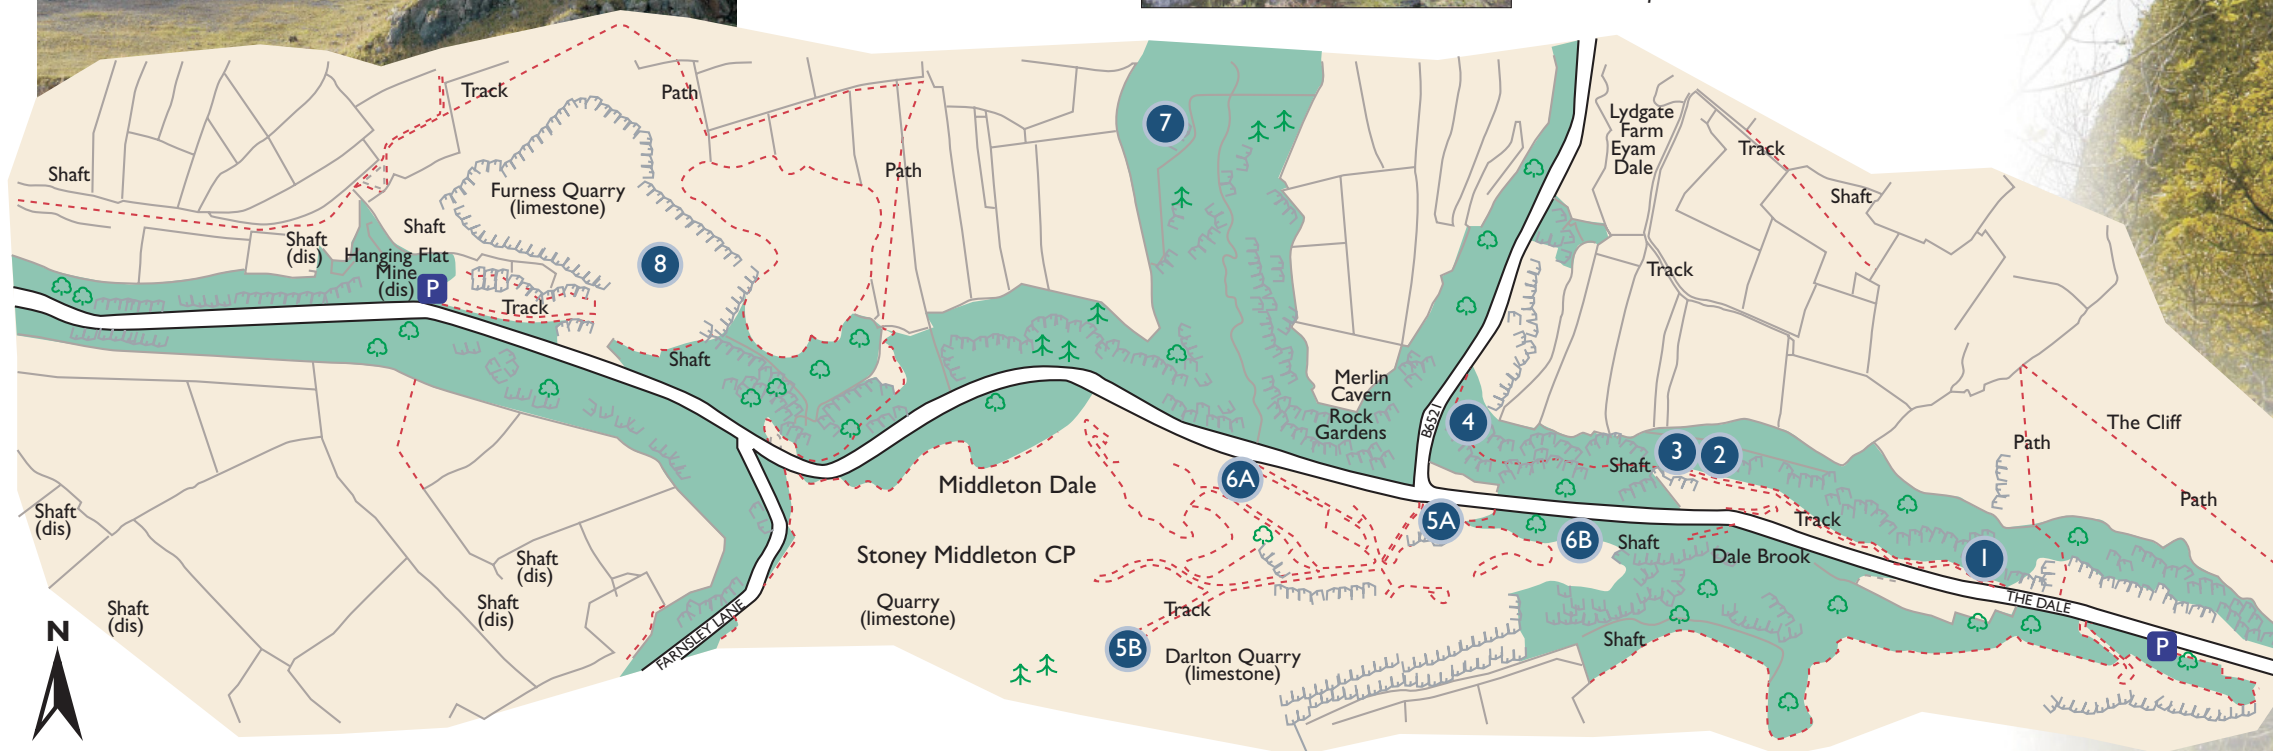 Track
Path
7
Lydgate
Farm
Eyam
Dale
Track
Shaft
Path
Furness Quarry
(limestone)
Shaft
Shaft
Shaft
(dis)
Hanging Flat
Mine
(dis)
P
8
Track
Track
Shaft
Merlin
Cavern
Rock
Gardens
B6521
4
3
2
Shaft
The Cliff
Path
Path
6A
Middleton Dale
5A
6B
Shaft
Track
Dale Brook
1
THE DALE
P
Stoney Middleton CP
Shaft
(dis)
Shaft
(dis)
Shaft
(dis)
Shaft
(dis)
N
FARNSLEY LANE
Quarry
(limestone)
Track
5B
Darlton Quarry
(limestone)
Shaft